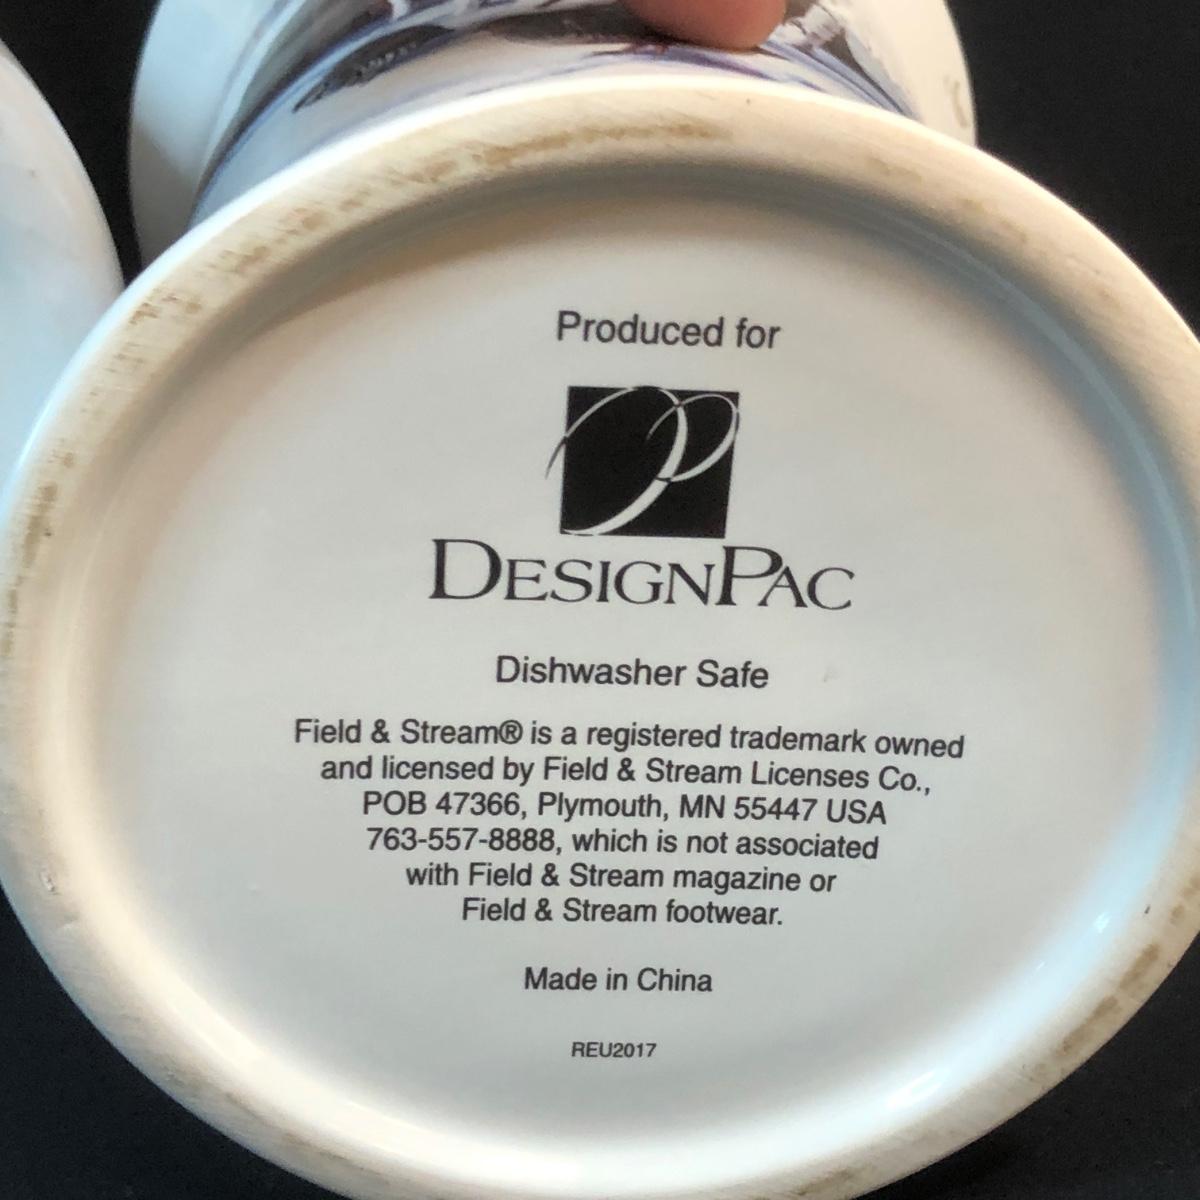 Produced for
DESIGNPAC
Dishwasher Safe
Field & Stream® is a registered trademark owned
and licensed by Field & Stream Licenses Co.,
POB 47366, Plymouth, MN 55447 USA
763-557-8888, which is not associated
with Field & Stream magazine or
Field & Stream footwear.
Made in China
REU2017